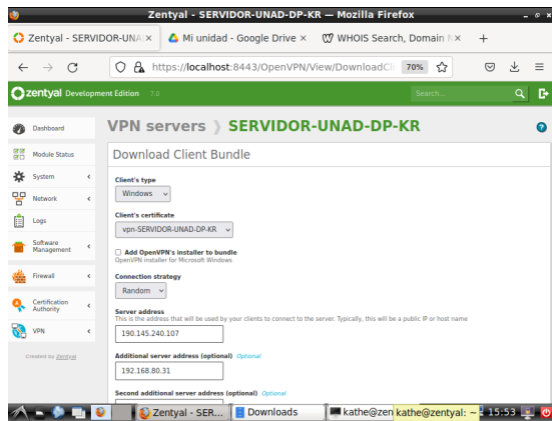 Zentyal - SERVIDOR-UNAD-DP-KR — Mozilla Firefox
Zentyal - SERVIDOR-UNA
Mi unidad - Google Drive
WHOIS Search, Domain N
https://localhost:8443/OpenVPN/View/DownloadCl
70%
zentyal Development Edition 7.0
Search...
Dashboard
Module Status
System
Network
Logs
Software
Management
Firewall
Certification
Authority
VPN
Created by Zentyal
VPN servers
SERVIDOR-UNAD-DP-KR
Download Client Bundle
Client's type
Windows
Client's certificate
vpn-SERVIDOR-UNAD-DP-KR
Add OpenVPN's installer to bundle
OpenVPN installer for Microsoft Windows
Connection strategy
Random
Server address
This is the address that will be used by your clients to connect to the server. Typically, this will be a public IP or host name
190.145.240.107
Additional server address (optional) Optional
192.168.80.31
Second additional server address (optional) Optional
Zentyal - SER...
Downloads
kathe@zen
kathe@zentyal: ~
15:53